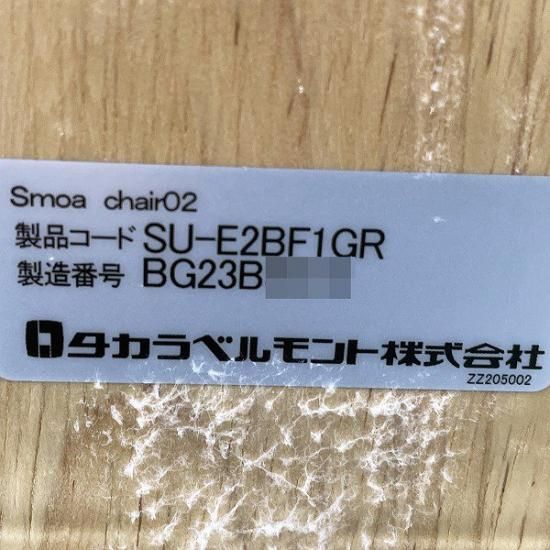 Smoa chair02
製品コード SU-E2BF1GR
製造番号 BG23B
タカラベルモント株式会社
ZZ205002